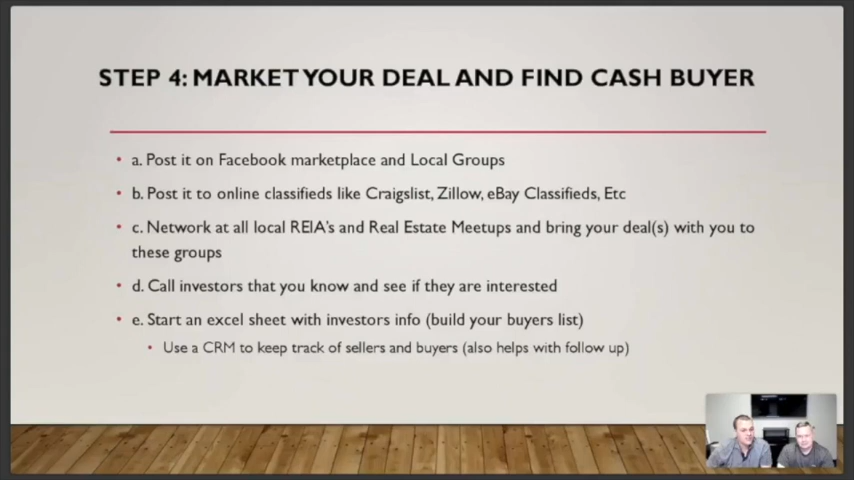 STEP 4: MARKET YOUR DEAL AND FIND CASH BUYER
• a. Post it on Facebook marketplace and Local Groups
• b. Post it to online classifieds like Craigslist, Zillow, eBay Classifieds, Etc
• c. Network at all local REIA's and Real Estate Meetups and bring your deal(s) with you to
these groups
• d. Call investors that you know and see if they are interested
• e. Start an excel sheet with investors info (build your buyers list)
• Use a CRM to keep track of sellers and buyers (also helps with follow up)